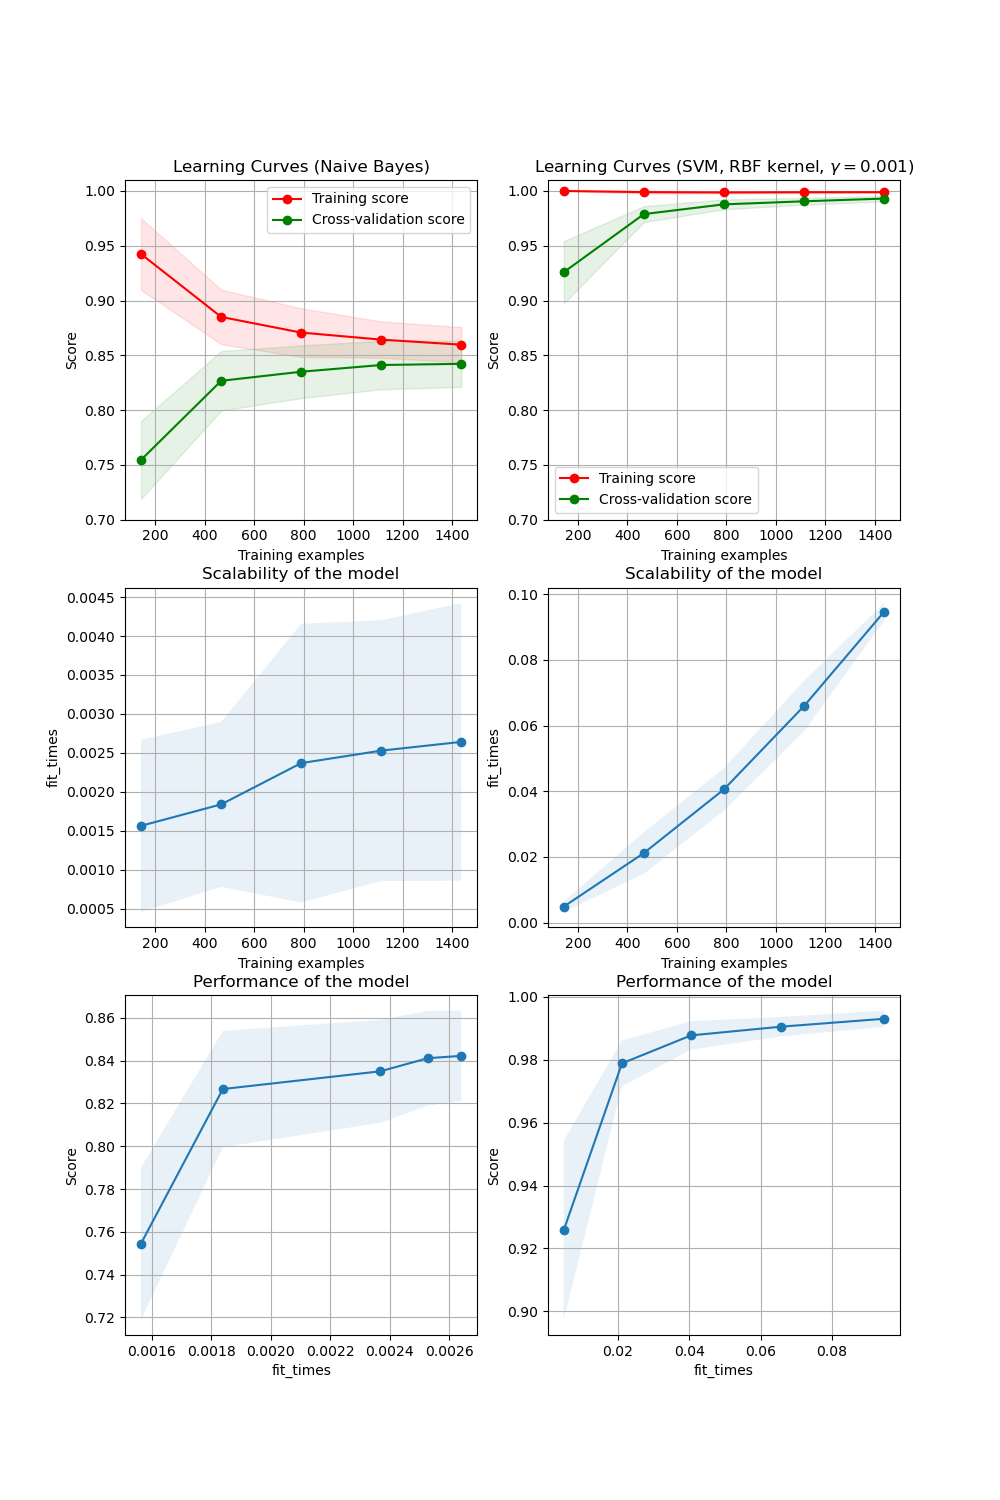 Learning Curves (Naive Bayes)
1.00
0.95
0.90
0.85
0.80
0.75
0.70
Score
Training score
Cross-validation score
200 400 600 800 1000 1200 1400
Training examples
Learning Curves (SVM, RBF kernel, γ = 0.001)
1.00
0.95
0.90
0.85
0.80
0.75
0.70
Score
Training score
Cross-validation score
200 400 600 800 1000 1200 1400
Training examples
Scalability of the model
0.0045
0.0040
0.0035
0.0030
0.0025
0.0020
0.0015
0.0010
0.0005
fit_times
200 400 600 800 1000 1200 1400
Training examples
Scalability of the model
0.10
0.08
0.06
0.04
0.02
0.00
fit_times
200 400 600 800 1000 1200 1400
Training examples
Performance of the model
0.86
0.84
0.82
0.80
0.78
0.76
0.74
0.72
Score
0.0016 0.0018 0.0020 0.0022 0.0024 0.0026
fit_times
Performance of the model
1.00
0.98
0.96
0.94
0.92
0.90
Score
0.02 0.04 0.06 0.08
fit_times